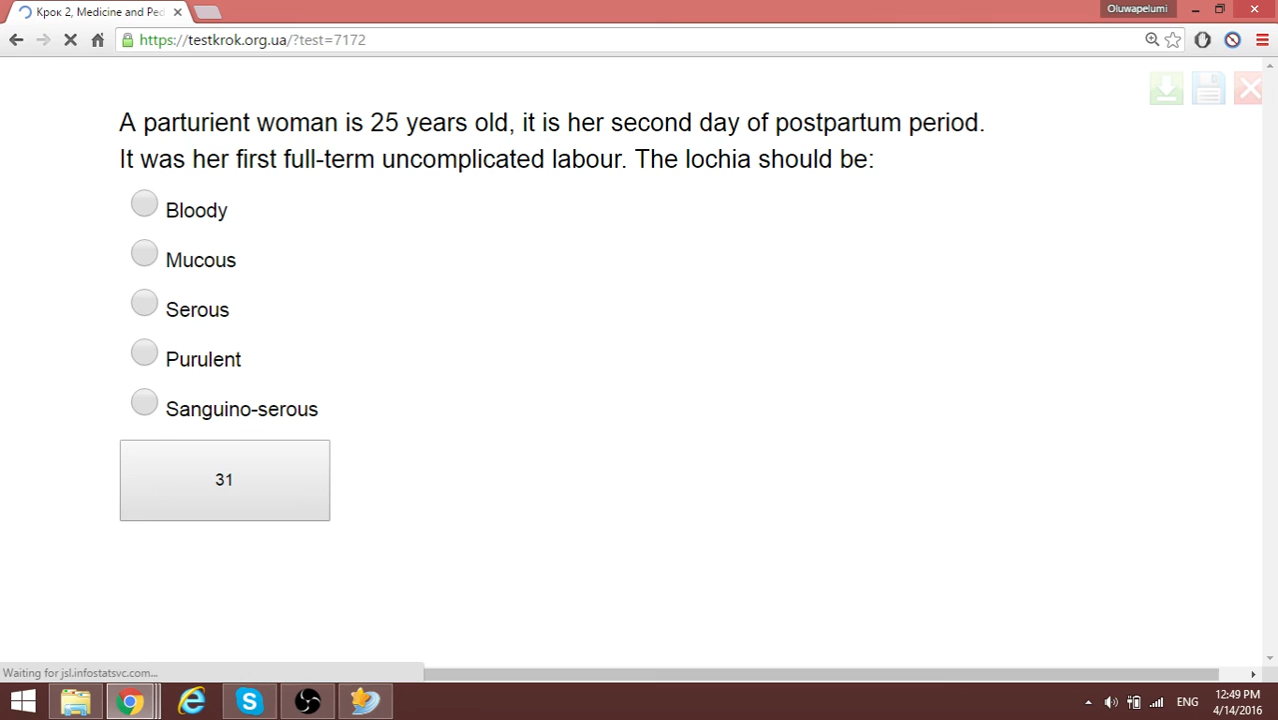 Крок 2, Medicine and Ped
Oluwapelumi
https://testkrok.org.ua/?test=7172
A parturient woman is 25 years old, it is her second day of postpartum period.
It was her first full-term uncomplicated labour. The lochia should be:
Bloody
Mucous
Serous
Purulent
Sanguino-serous
31
Waiting for jsl.infostatsvc.com...
ENG
12:49 PM
4/14/2016